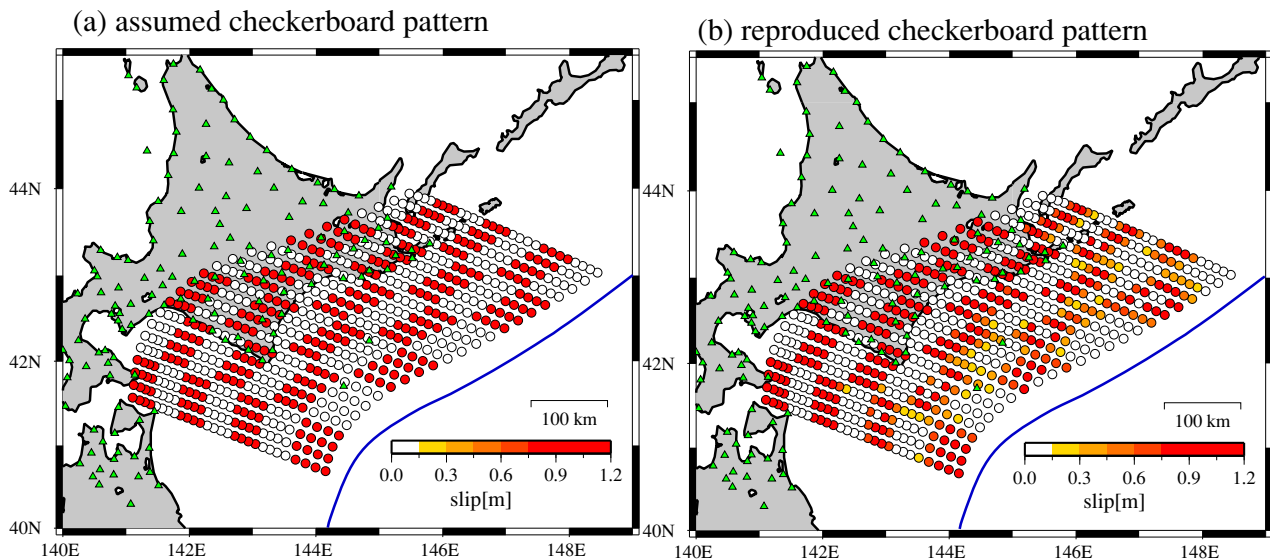 (a) assumed checkerboard pattern
44N
42N
40N
140E 142E 144E 146E 148E
100 km
0.0 0.3 0.6 0.9 1.2
slip[m]
(b) reproduced checkerboard pattern
44N
42N
40N
140E 142E 144E 146E 148E
100 km
0.0 0.3 0.6 0.9 1.2
slip[m]